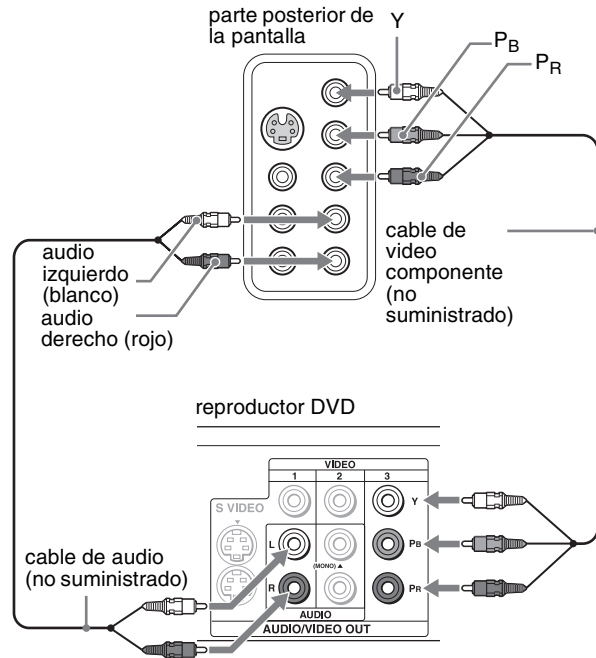 parte posterior de
la pantalla
Y
PB
PR
audio
izquierdo
(blanco)
audio
derecho (rojo)
cable de
video
componente
(no
suministrado)
reproductor DVD
VÍDEO
1 2 3
S VIDEO
Y
L
PB
(MONO)
R
PR
AUDIO
AUDIO/VIDEO OUT
cable de audio
(no suministrado)